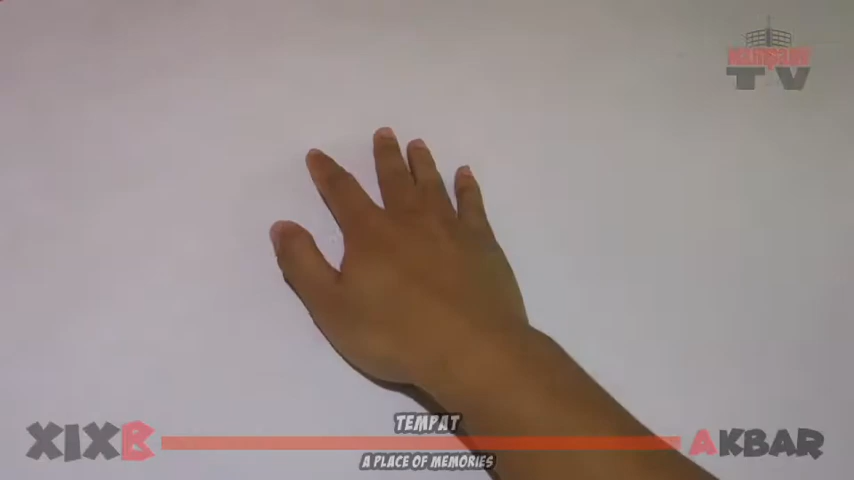 TV
TEMPAT
XIXB
AKBAR
A PLACE OF MEMORIES